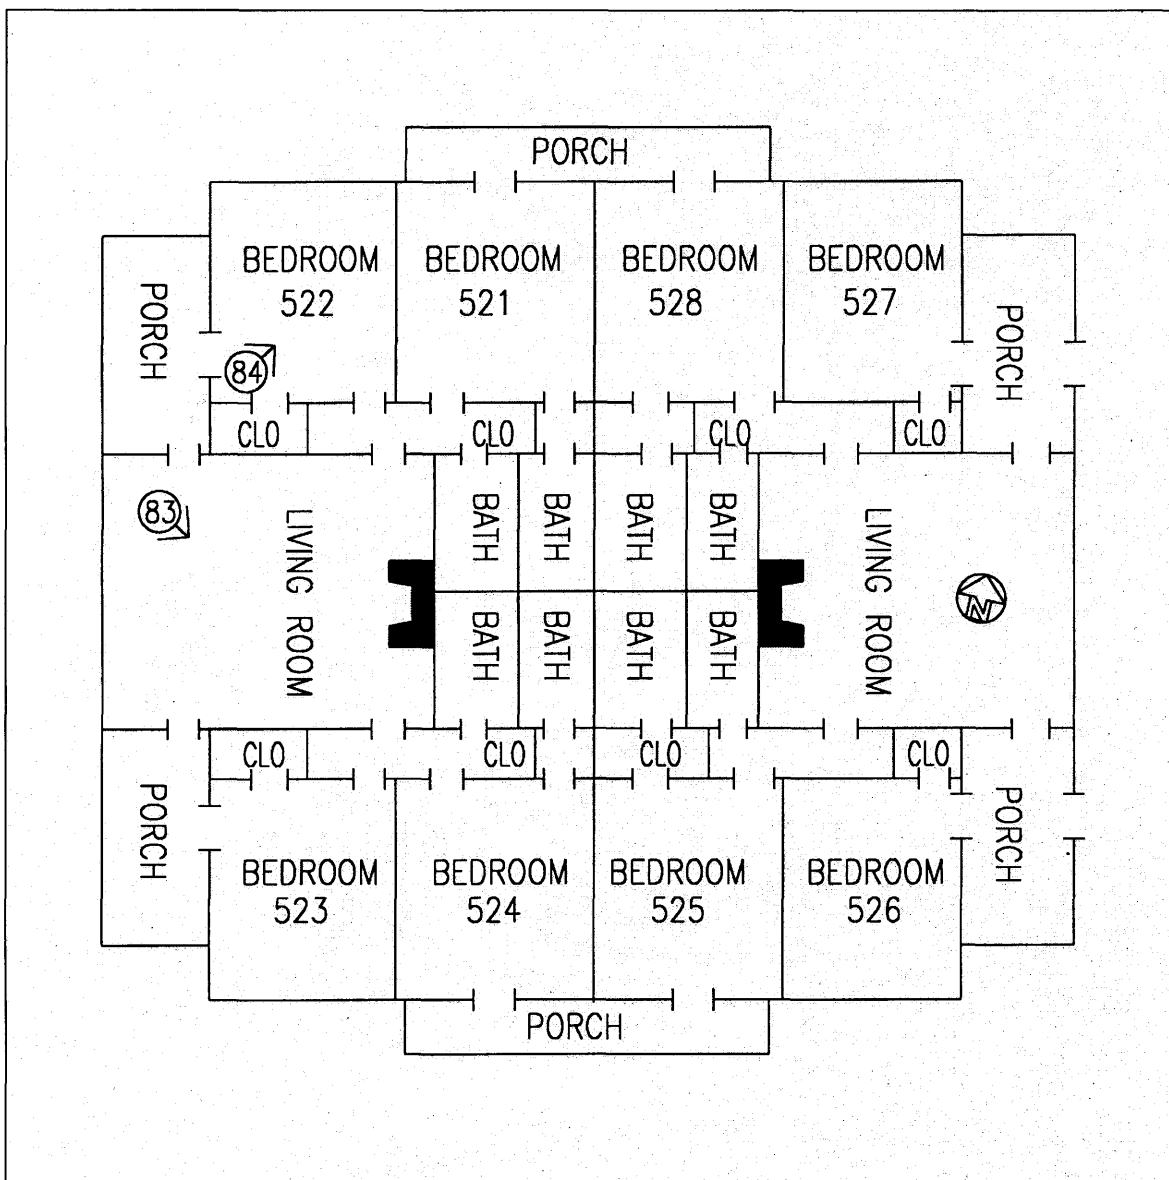 PORCH
BEDROOM
522
BEDROOM
521
BEDROOM
528
BEDROOM
527
PORCH
PORCH
84
CLO
CLO
CLO
CLO
83
LIVING ROOM
BATH
BATH
BATH
BATH
LIVING ROOM
N
BATH
BATH
BATH
BATH
CLO
CLO
CLO
CLO
PORCH
PORCH
BEDROOM
523
BEDROOM
524
BEDROOM
525
BEDROOM
526
PORCH